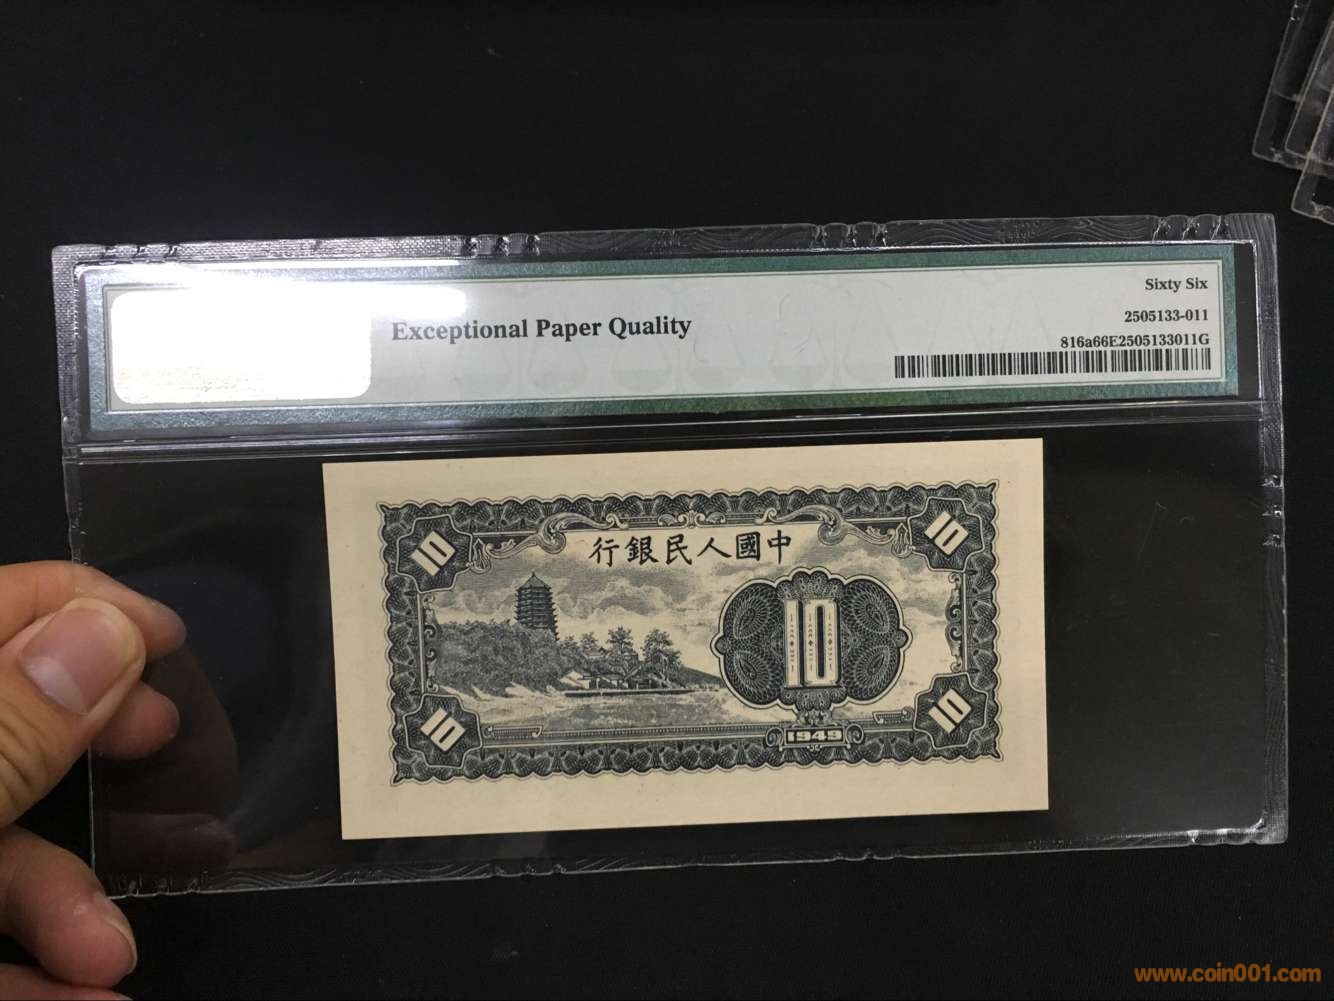 Sixty Six
Exceptional Paper Quality
2505133-011
816a66E2505133011G
行銀民人國中
10
10
10
10
10
1949
www.coin001.com